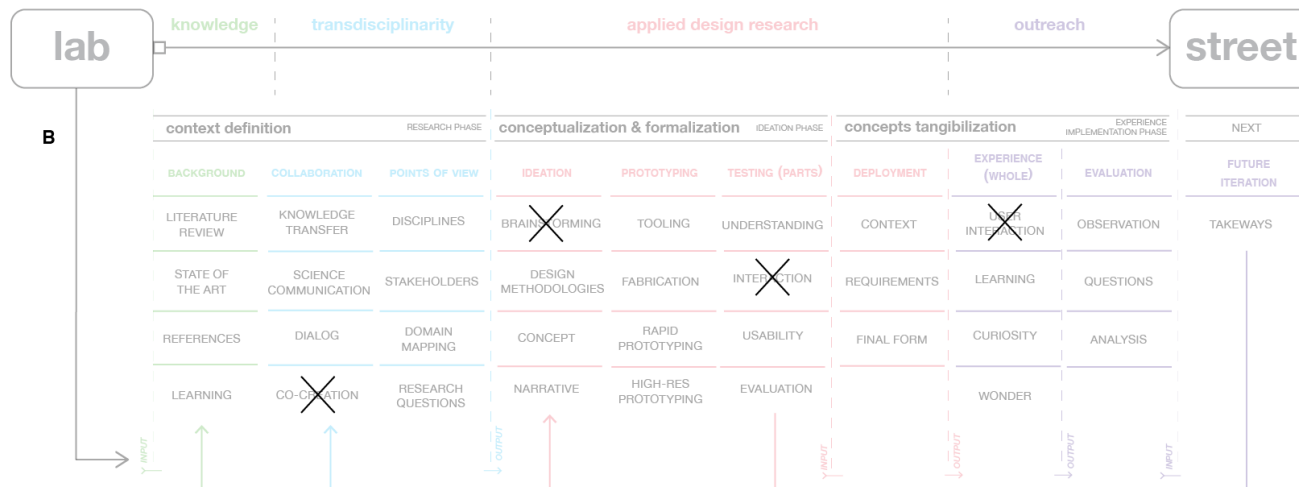 knowledge
transdisciplinarity
applied design research
outreach
lab
street
B
context definition
RESEARCH PHASE
conceptualization & formalization
IDEATION PHASE
concepts tangibilization
EXPERIENCE
IMPLEMENTATION PHASE
NEXT
BACKGROUND
COLLABORATION
POINTS OF VIEW
IDEATION
PROTOTYPING
TESTING (PARTS)
DEPLOYMENT
EXPERIENCE
(WHOLE)
EVALUATION
FUTURE
ITERATION
LITERATURE
REVIEW
KNOWLEDGE
TRANSFER
DISCIPLINES
BRAINSTORMING
TOOLING
UNDERSTANDING
CONTEXT
USER
INTERACTION
OBSERVATION
TAKEWAYS
STATE OF
THE ART
SCIENCE
COMMUNICATION
STAKEHOLDERS
DESIGN
METHODOLOGIES
FABRICATION
INTERACTION
REQUIREMENTS
LEARNING
QUESTIONS
REFERENCES
DIALOG
DOMAIN
MAPPING
CONCEPT
RAPID
PROTOTYPING
USABILITY
FINAL FORM
CURIOSITY
ANALYSIS
LEARNING
CO-CREATION
RESEARCH
QUESTIONS
NARRATIVE
HIGH-RES
PROTOTYPING
EVALUATION
WONDER
INPUT
OUTPUT
INPUT
OUTPUT
OUTPUT
INPUT